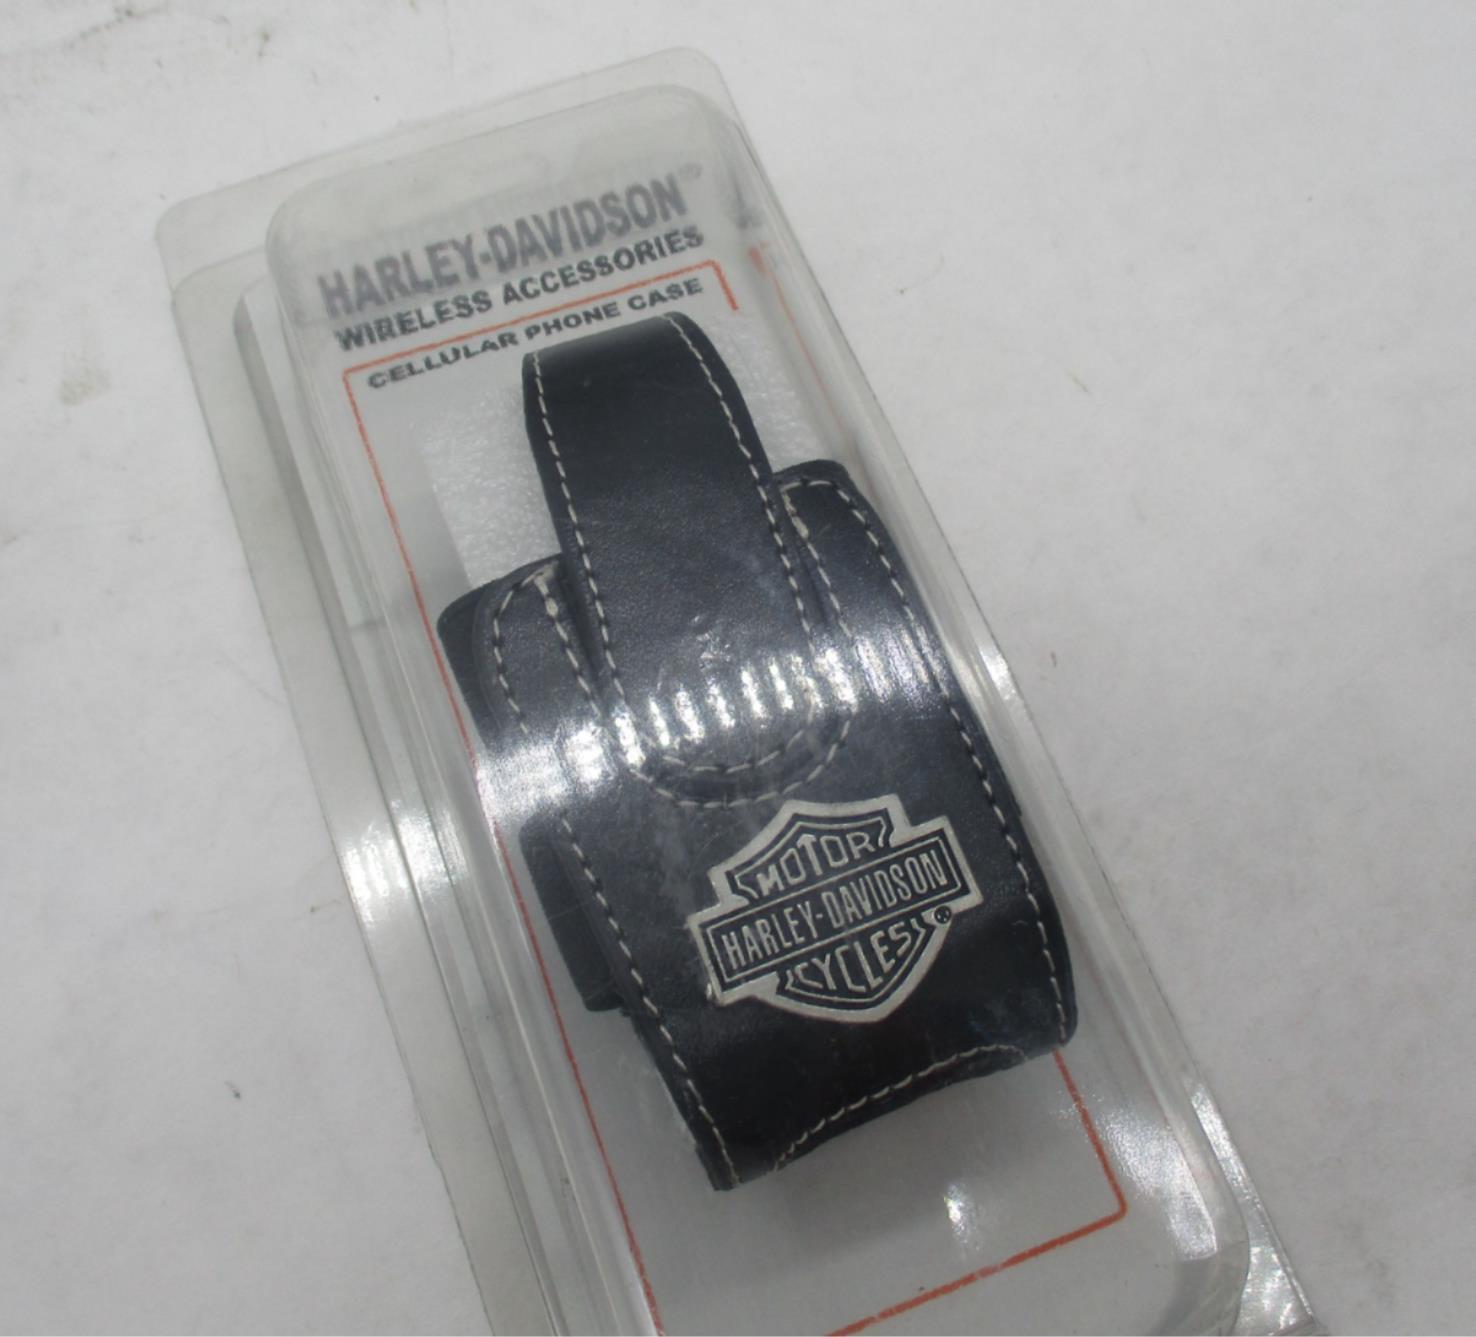 HARLEY-DAVIDSON®
WIRELESS ACCESSORIES
CELLULAR PHONE CASE
MOTOR
HARLEY-DAVIDSON
CYCLES ®